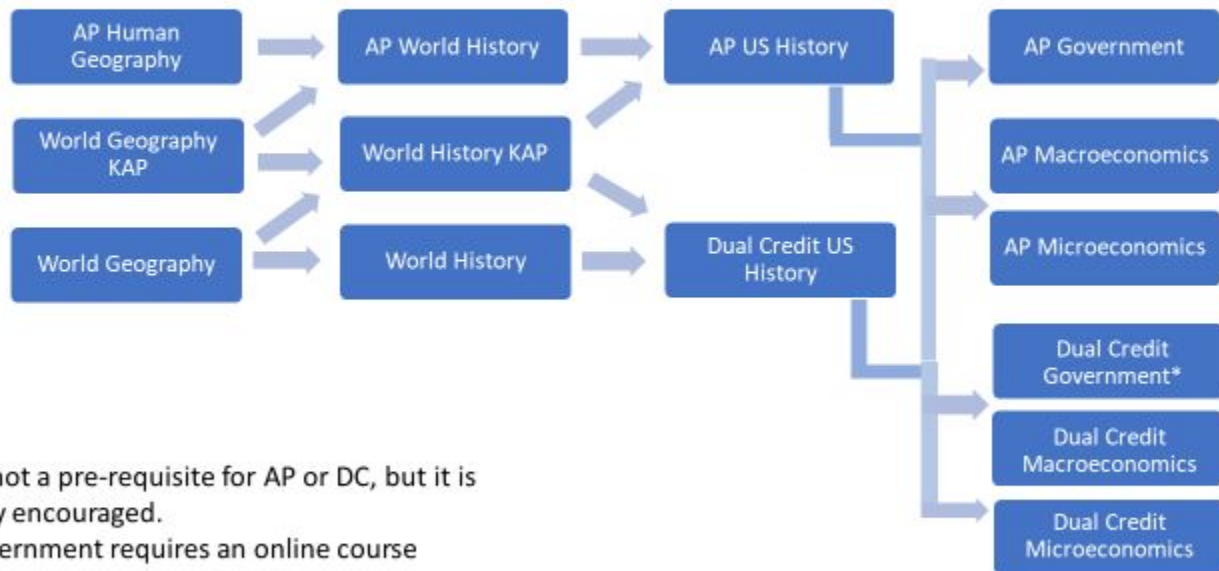 AP Human
Geography
AP World History
AP US History
AP Government
World Geography
KAP
World History KAP
AP Macroeconomics
World Geography
World History
Dual Credit US
History
AP Microeconomics
Dual Credit
Government*
Dual Credit
Macroeconomics
Dual Credit
Microeconomics
not a pre-requisite for AP or DC, but it is
encouraged.
requires an online course